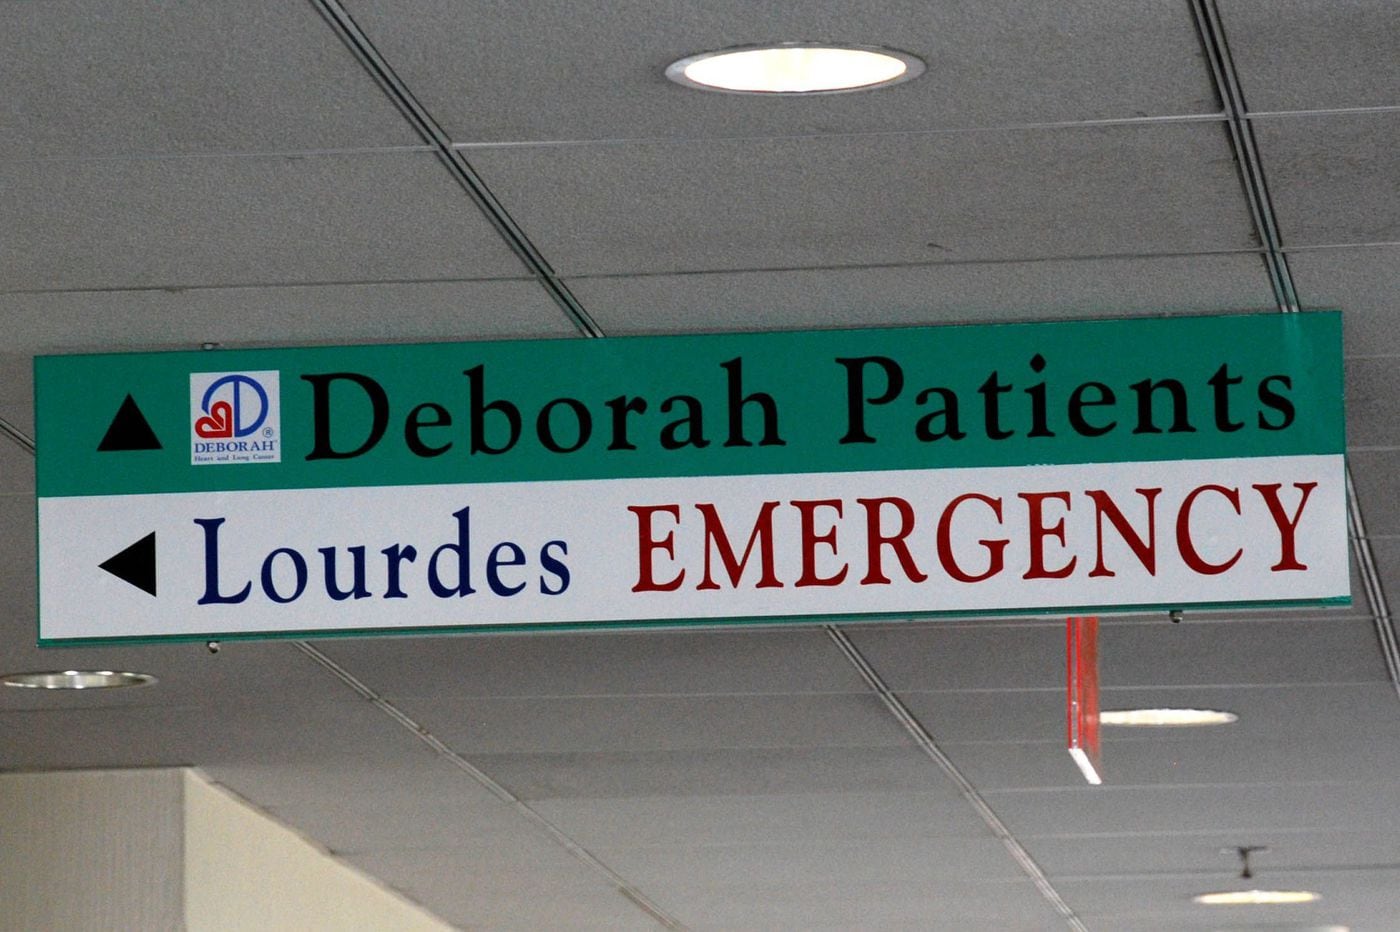 Deborah Patients
DEBORAH
Heart and Lung Center
Lourdes EMERGENCY